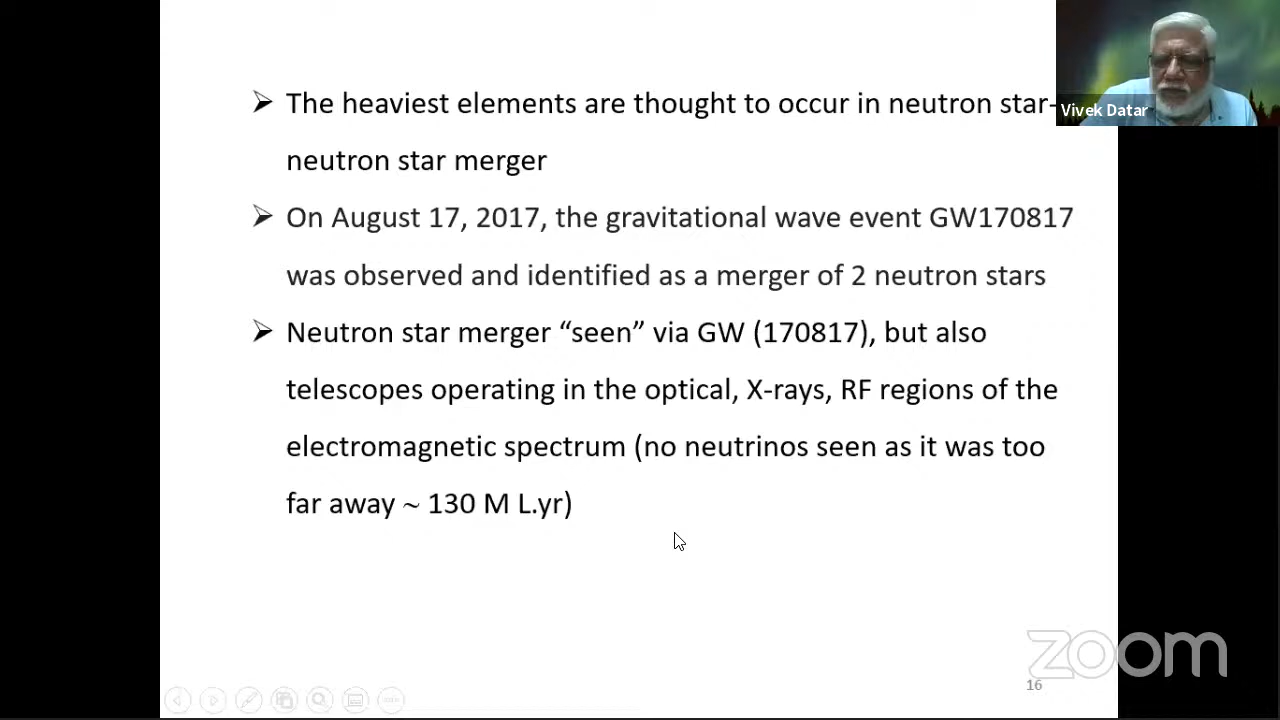 ➢ The heaviest elements are thought to occur in neutron star-
neutron star merger
➢ On August 17, 2017, the gravitational wave event GW170817
was observed and identified as a merger of 2 neutron stars
➢ Neutron star merger “seen” via GW (170817), but also
telescopes operating in the optical, X-rays, RF regions of the
electromagnetic spectrum (no neutrinos seen as it was too
far away ~ 130 M L.yr)
Vivek Datar
zoom
16